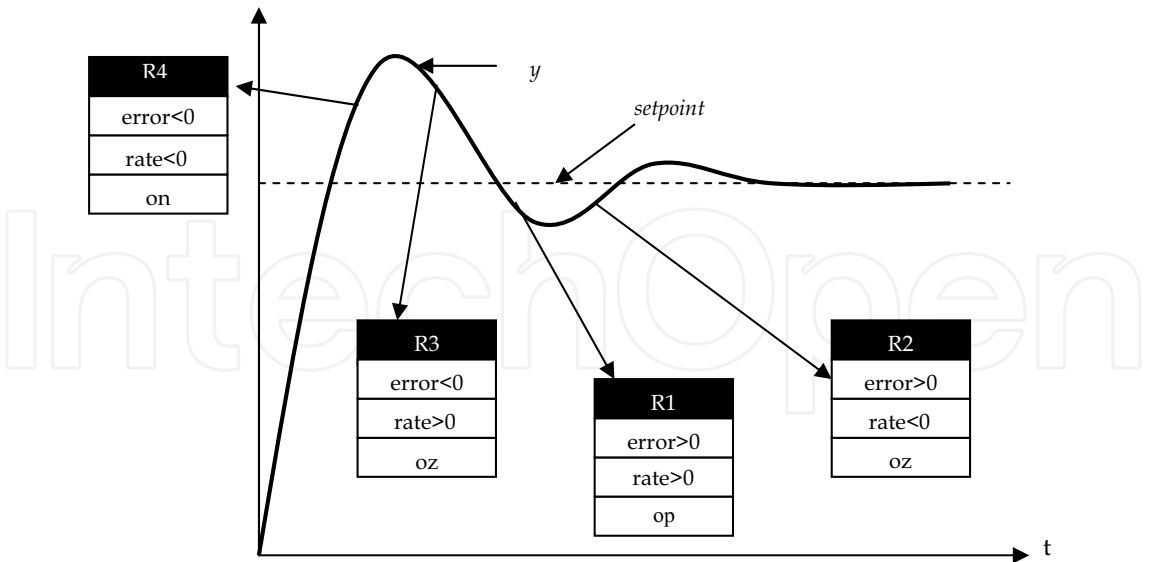 R4
error<0
rate<0
on
y
setpoint
R3
error<0
rate>0
oz
R1
error>0
rate>0
op
R2
error>0
rate<0
oz
t
IntechOpen